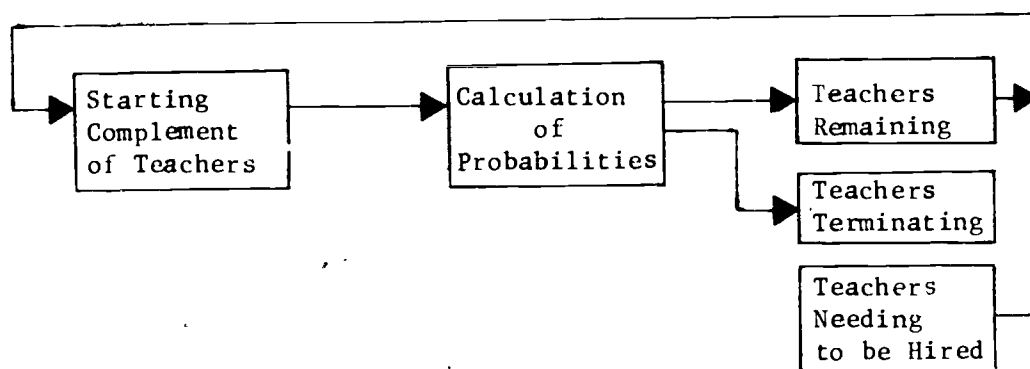 Starting
Complement
of Teachers
Calculation
of
Probabilities
Teachers
Remaining
Teachers
Terminating
Teachers
Needing
to be Hired